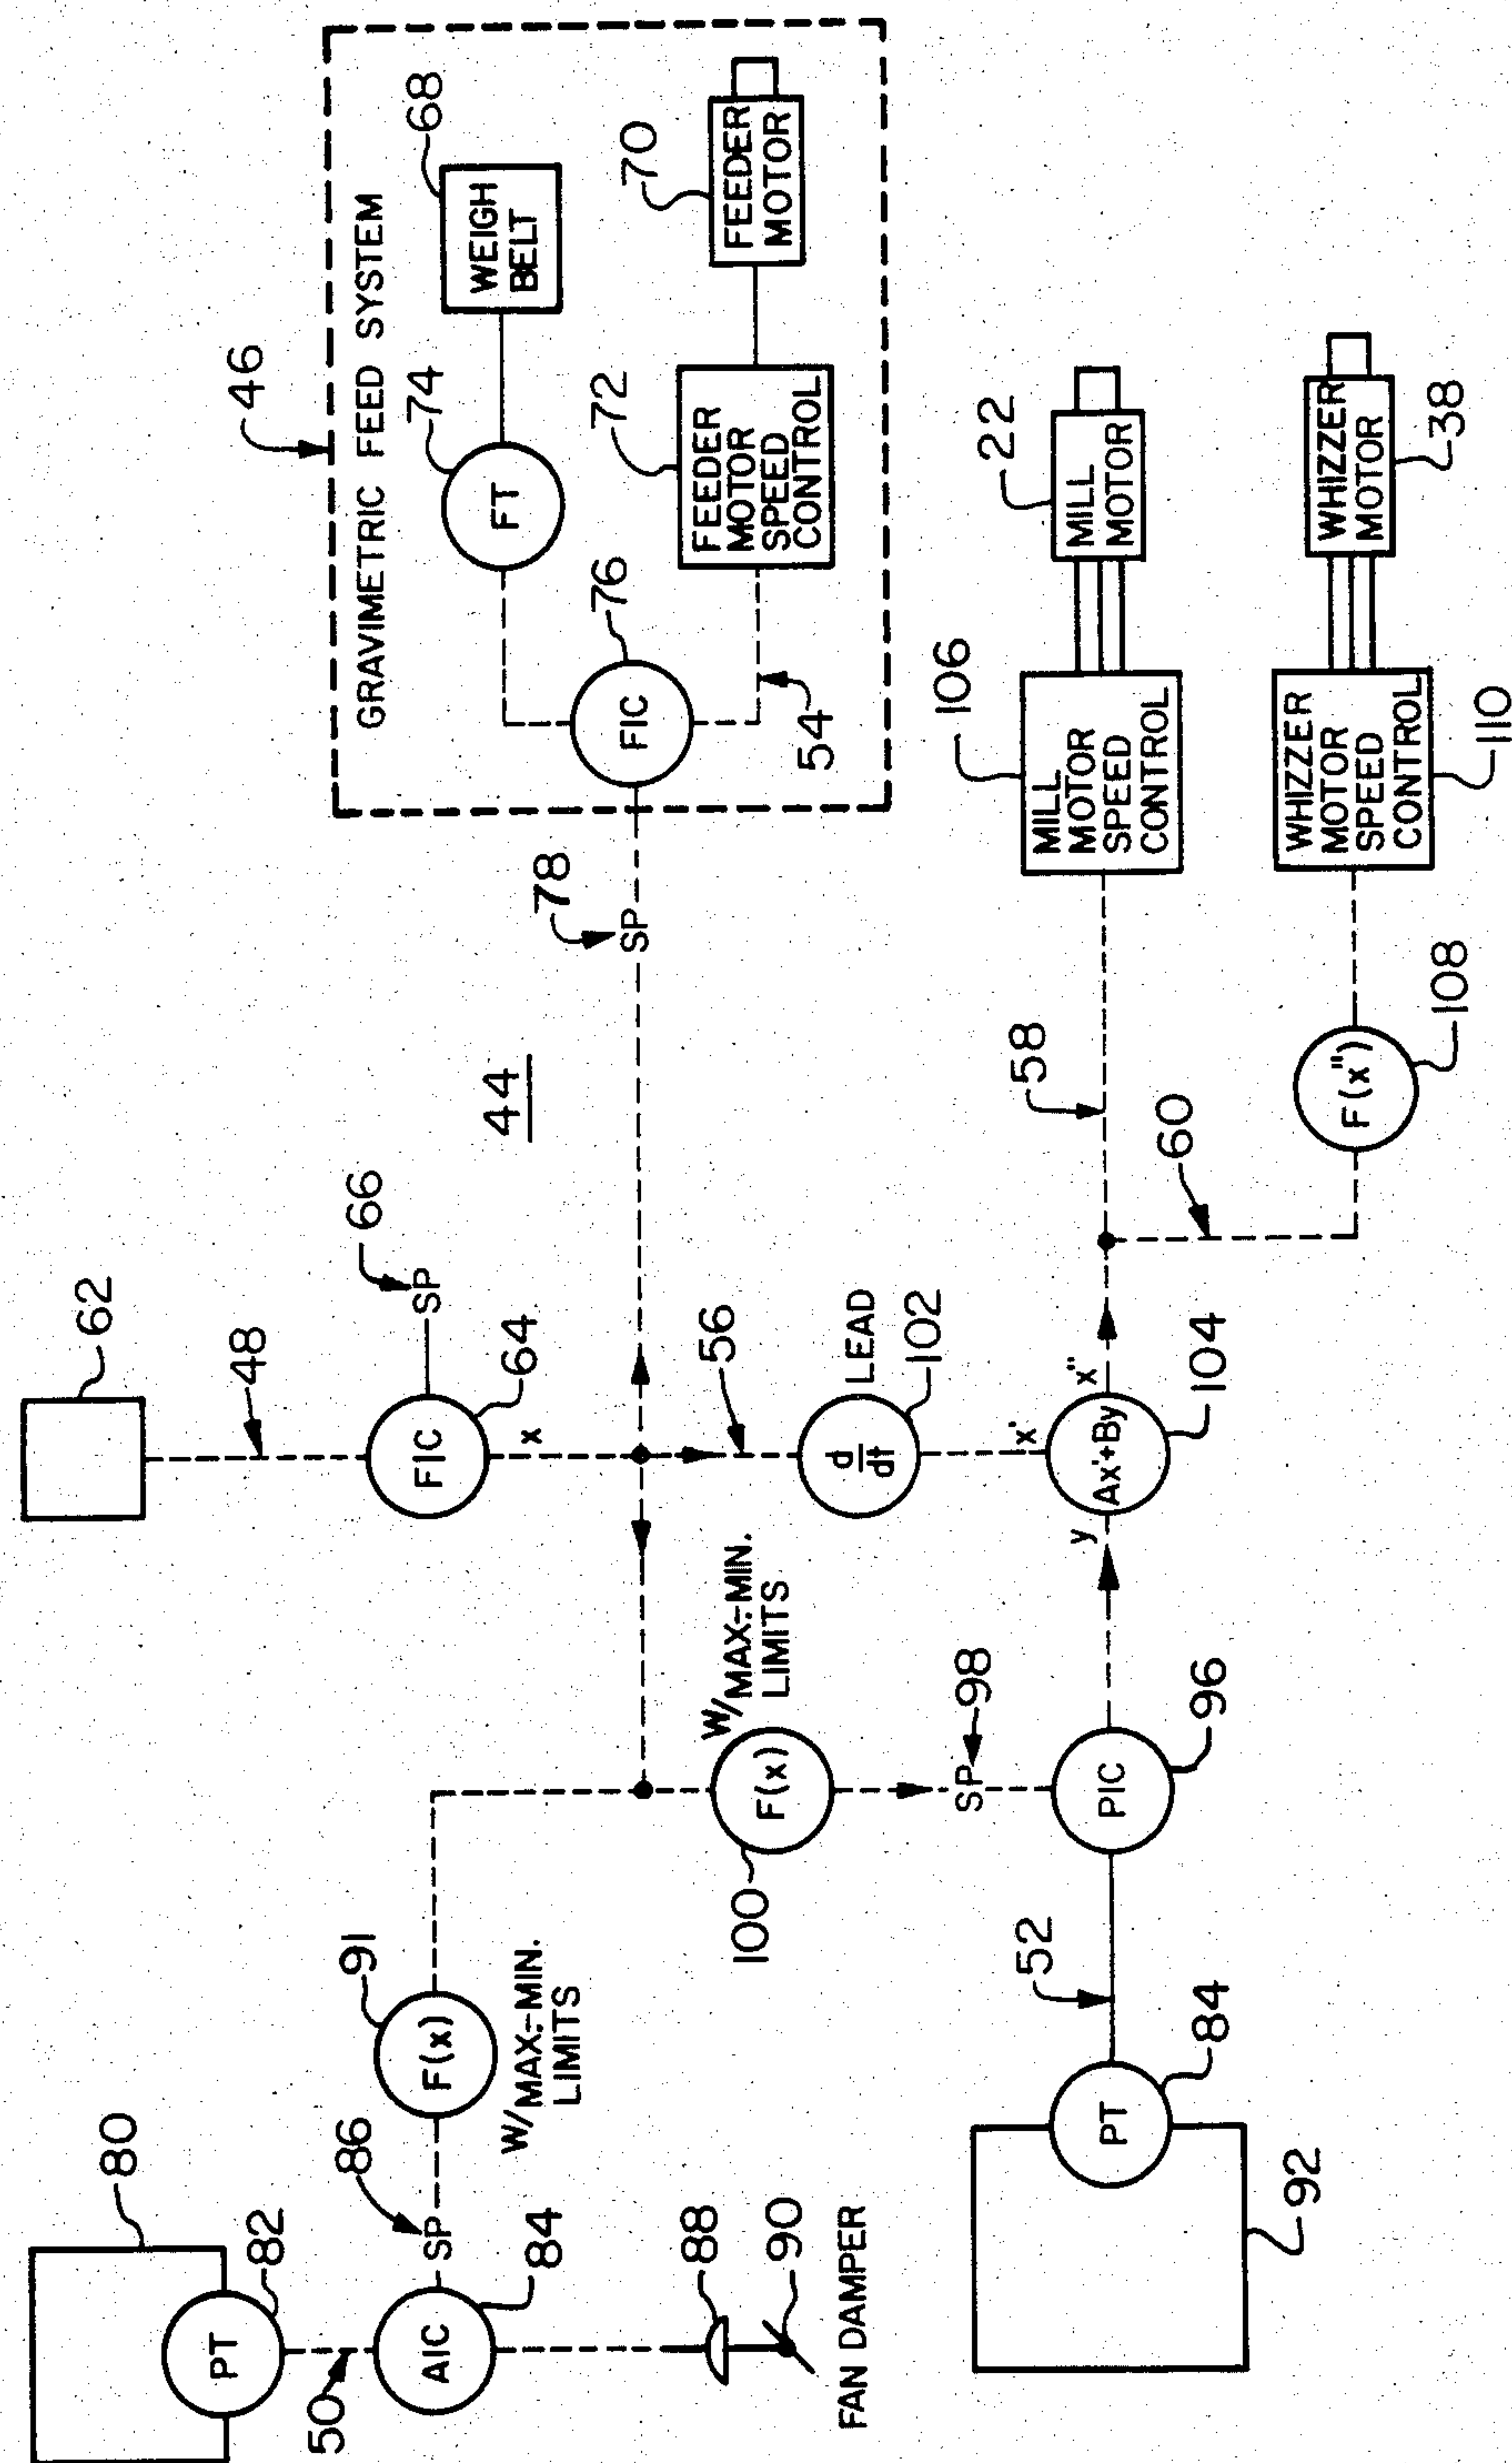 46
GRAVIMETRIC FEED SYSTEM
74
68
FT
WEIGH
BELT
76
FIC
72
70
FEEDER
MOTOR
SPEED
CONTROL
FEEDER
MOTOR
54
78
SP
44
62
48
66
SP
FIC
64
x
56
d
dt
LEAD
102
x'
Ax'+By
x"
104
y
58
106
MILL
MOTOR
SPEED
CONTROL
22
MILL
MOTOR
60
F(x")
108
WHIZZER
MOTOR
SPEED
CONTROL
110
WHIZZER
MOTOR
38
80
PT
82
50
AIC
84
86
SP
91
F(x)
W/MAX.-MIN.
LIMITS
88
90
FAN DAMPER
100
F(x)
W/MAX.-MIN.
LIMITS
SP
98
PIC
96
52
PT
84
92